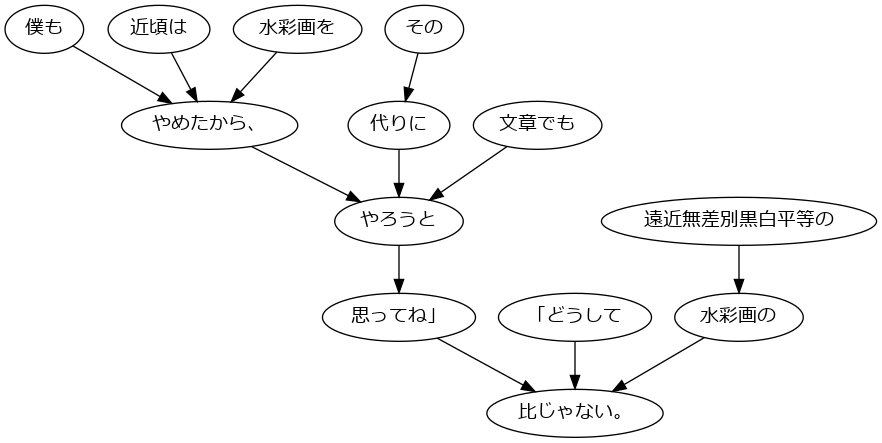 僕も 近頃は 水彩画を その
やめたから、 代りに 文章でも
やろうと 遠近無差別黒白平等の
思ってね」 「どうして 水彩画の
比じゃない。